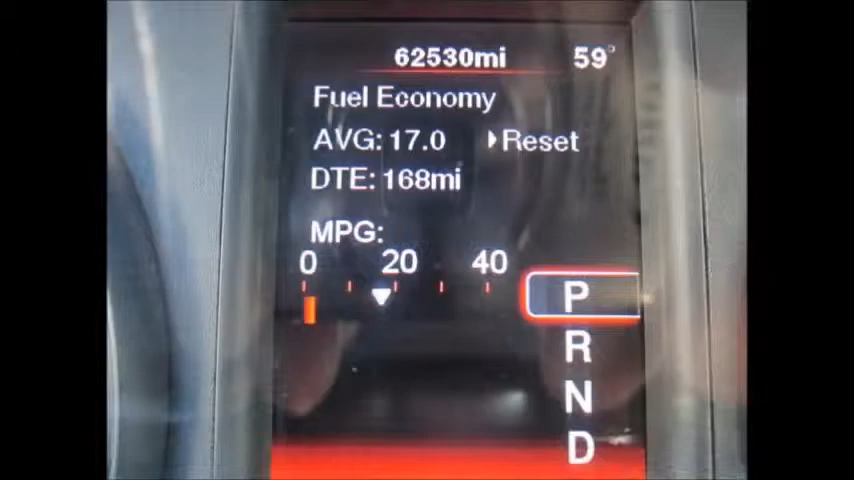 62530mi 59°
Fuel Economy
AVG: 17.0 Reset
DTE: 168mi
MPG:
0 20 40
P
R
N
D